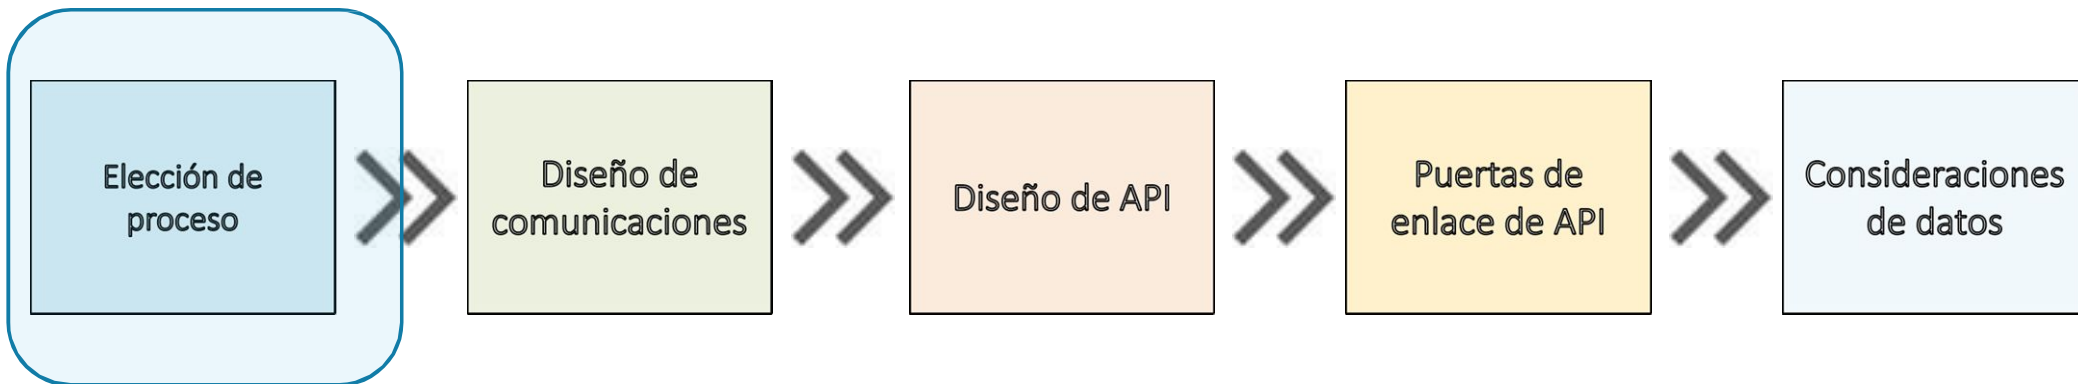 Elección de
proceso
Diseño de
comunicaciones
Diseño de API
Puertas de
enlace de API
Consideraciones
de datos